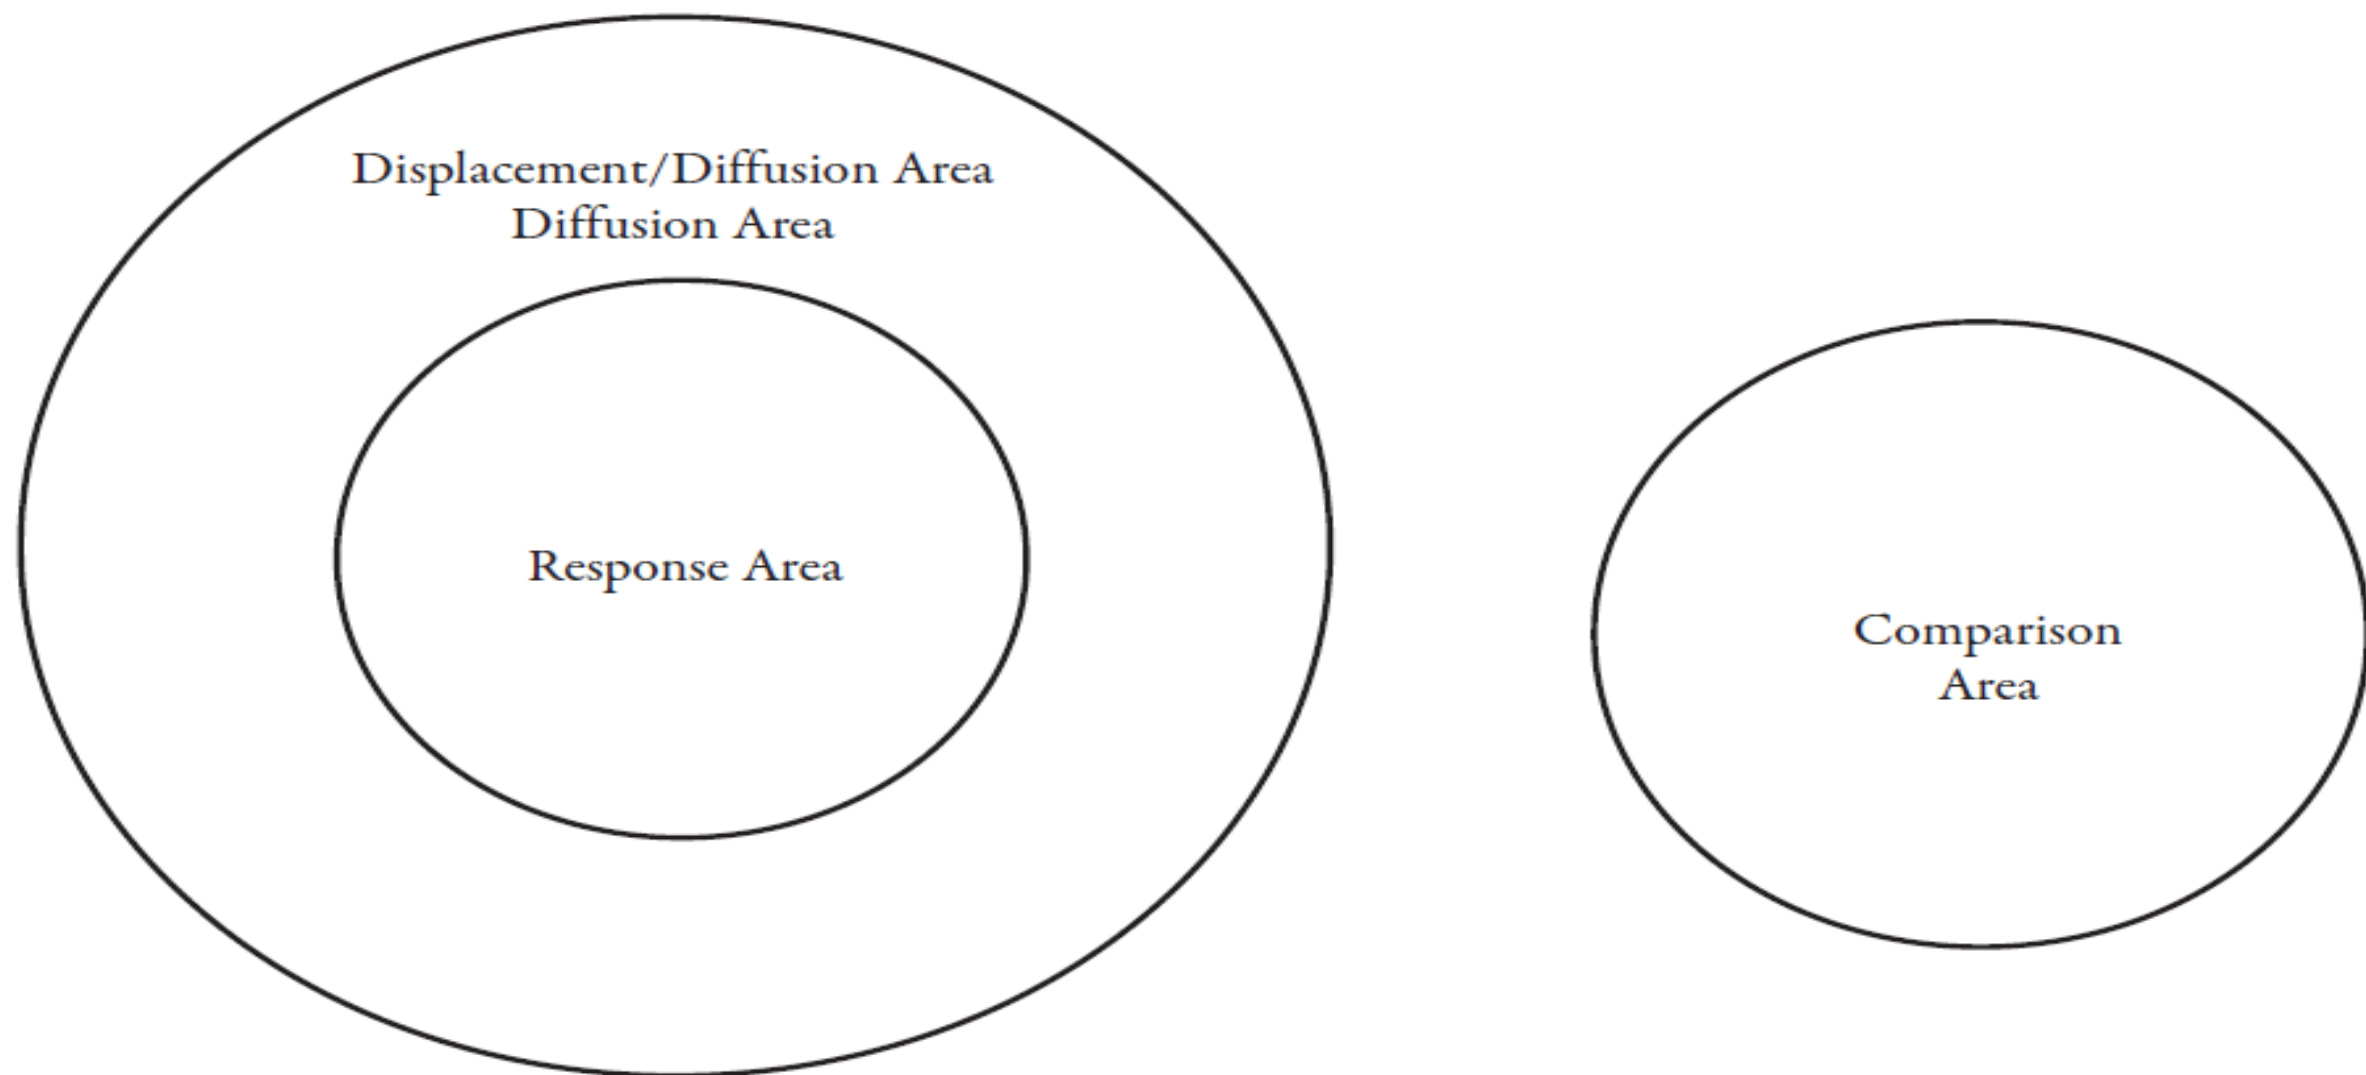 Displacement/Diffusion Area
Diffusion Area
Response Area
Comparison
Area